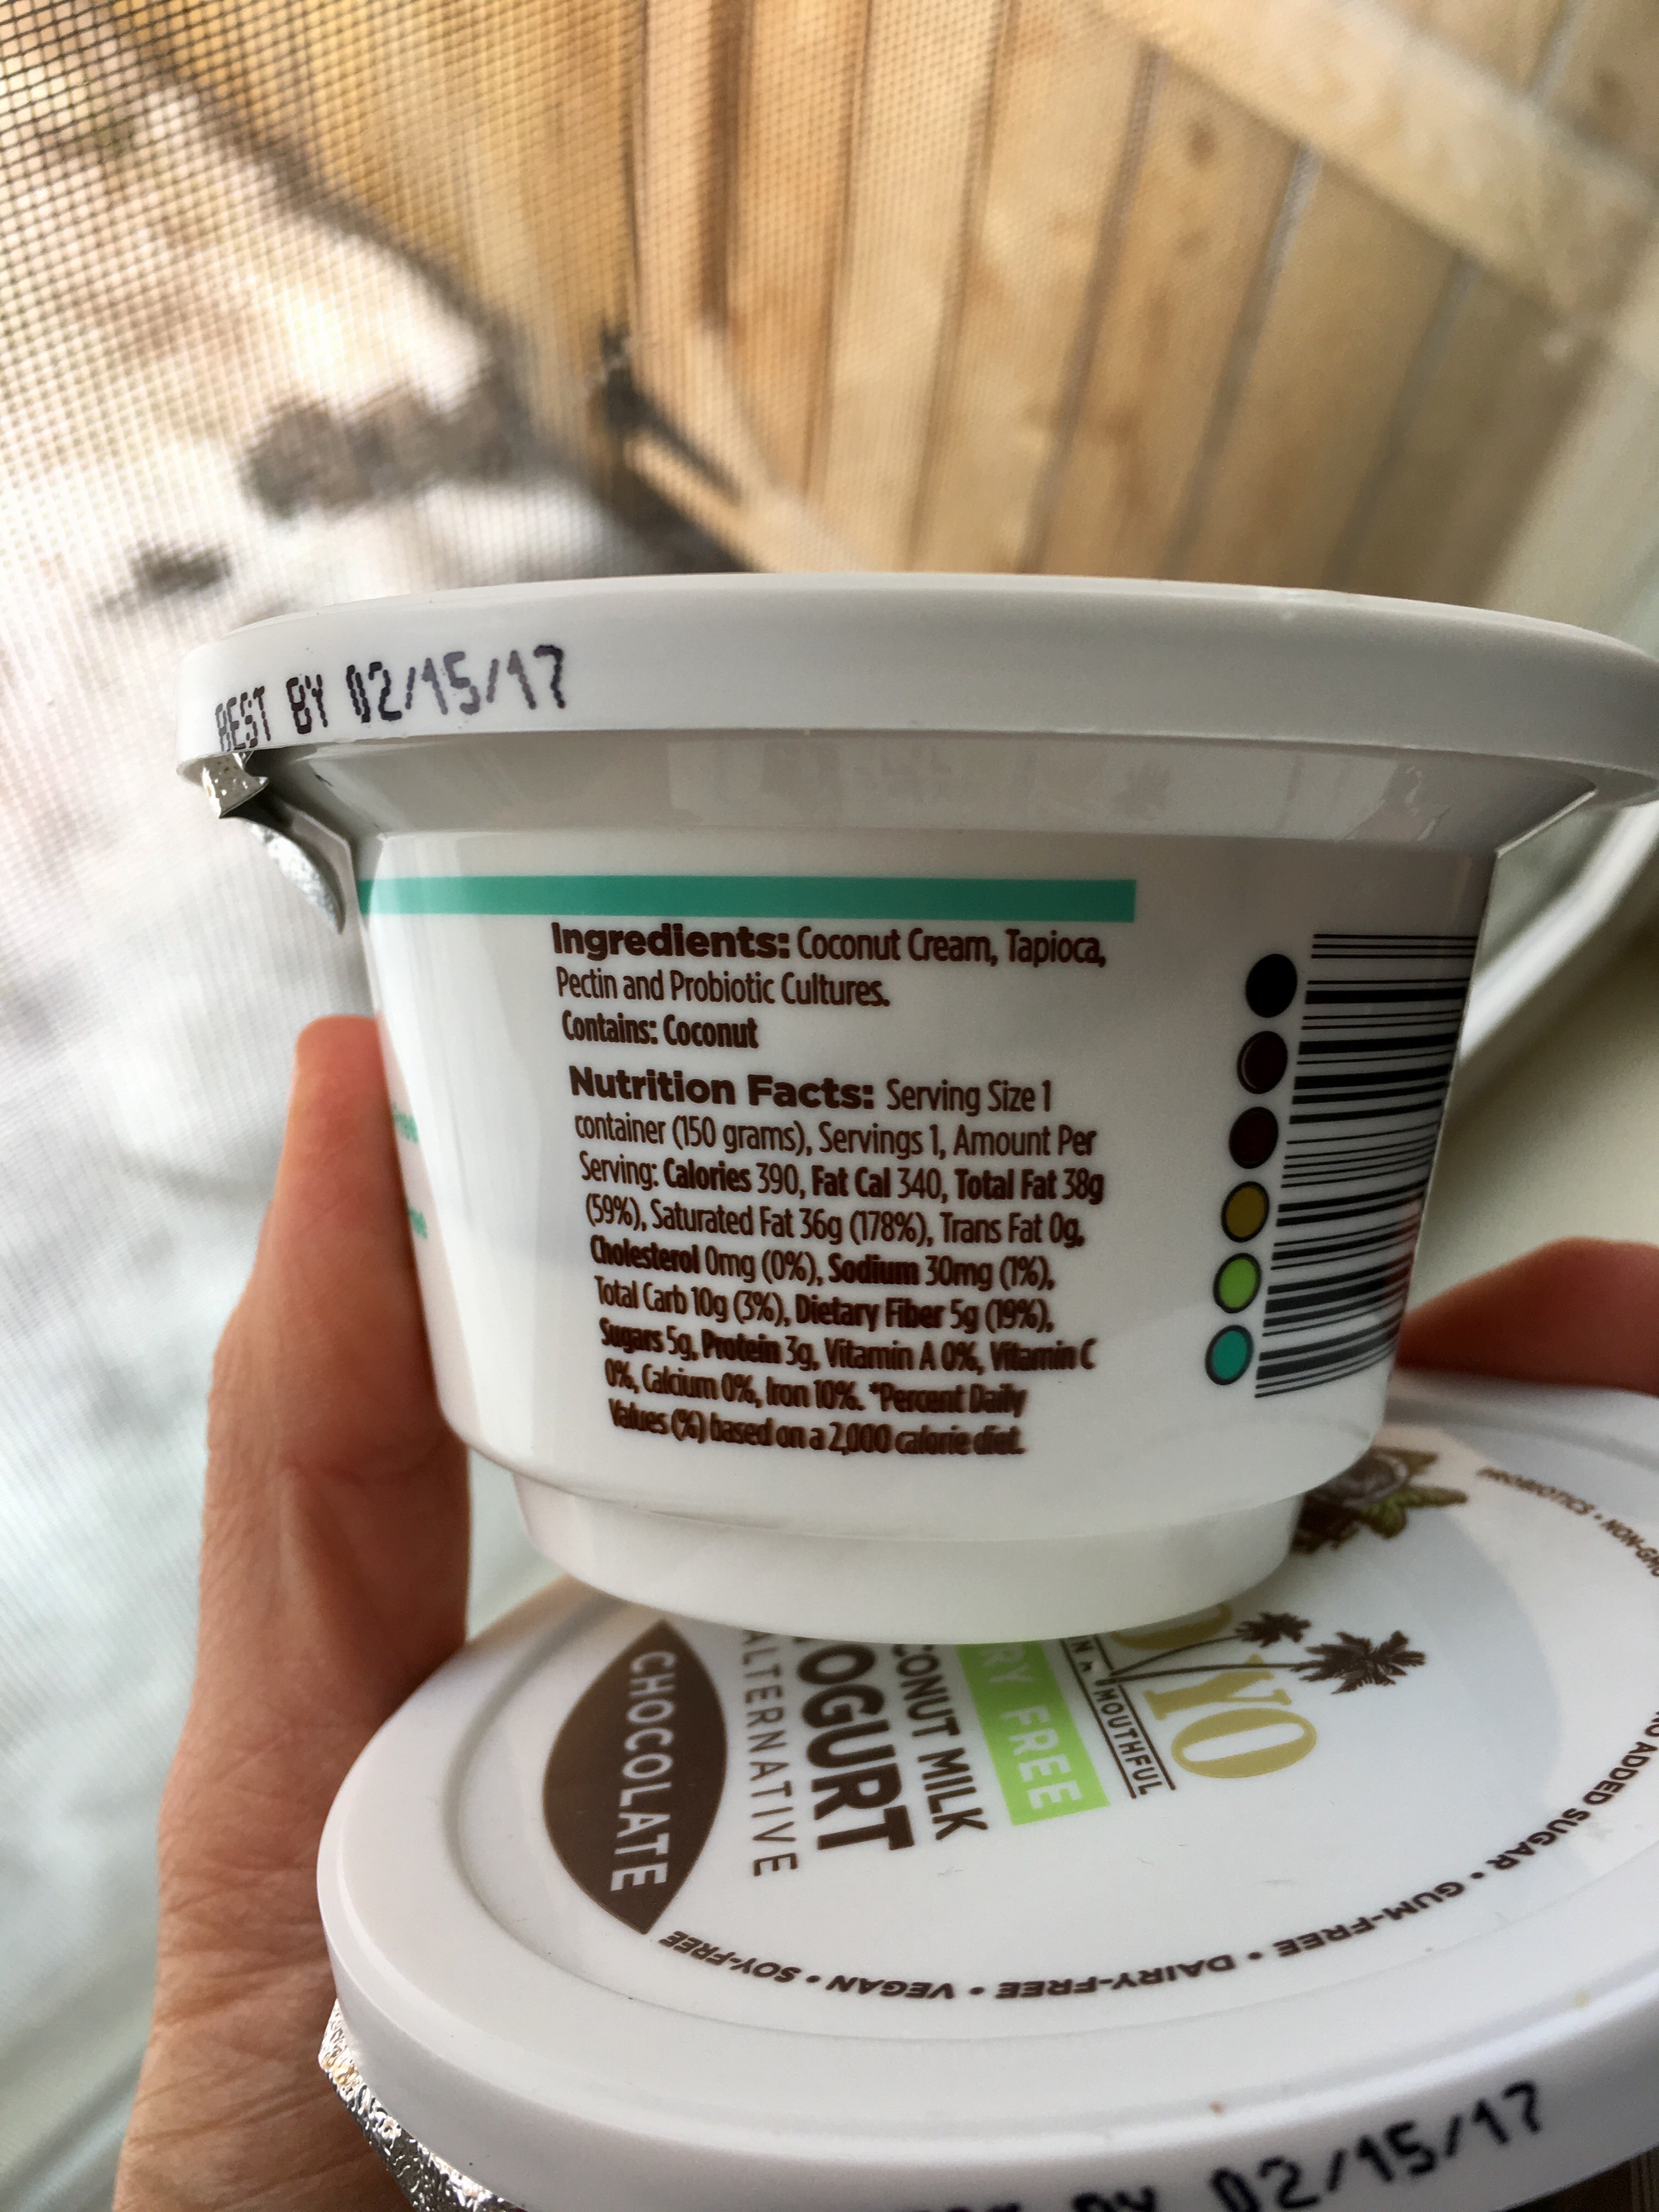 BEST BY 02/15/17
Ingredients: Coconut Cream, Tapioca,
Pectin and Probiotic Cultures.
Contains: Coconut
Nutrition Facts: Serving Size 1
container (150 grams), Servings 1, Amount Per
Serving: Calories 390, Fat Cal 340, Total Fat 38g
(59%), Saturated Fat 36g (178%), Trans Fat 0g,
Cholesterol 0mg (0%), Sodium 30mg (1%),
Total Carb 10g (3%), Dietary Fiber 5g (19%),
Sugars 5g, Protein 3g, Vitamin A 0%, Vitamin C
0%, Calcium 0%, Iron 10%. *Percent Daily
Values (%) based on a 2,000 calorie diet.
YO
MOUTHFUL
FREE
MILK
OGURT
ALTERNATIVE
CHOCOLATE
PROBIOTICS • NON-GMO
ADDED SUGAR • GUM-FREE • DAIRY-FREE • VEGAN • SOY-FREE
02/15/17